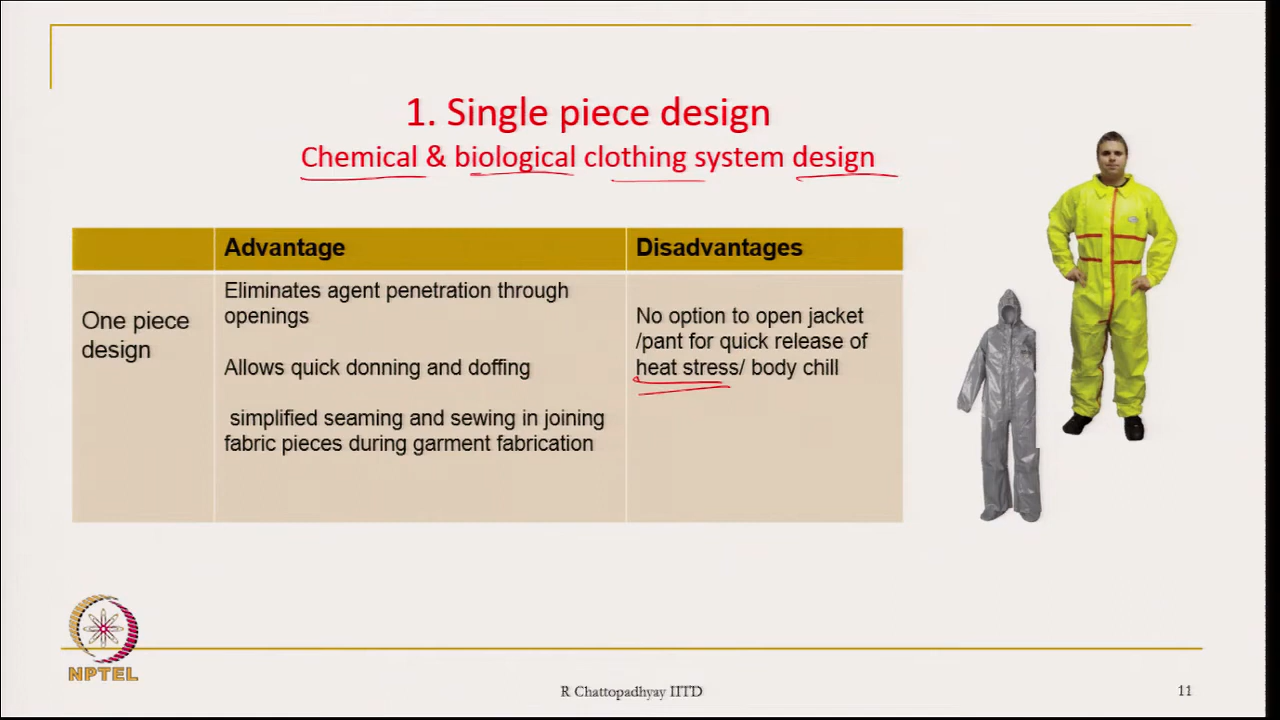 1. Single piece design
Chemical & biological clothing system design
Advantage
Disadvantages
One piece
design
Eliminates agent penetration through
openings
Allows quick donning and doffing
simplified seaming and sewing in joining
fabric pieces during garment fabrication
No option to open jacket
/pant for quick release of
heat stress/ body chill
NPTEL
R Chattopadhyay IITD
11